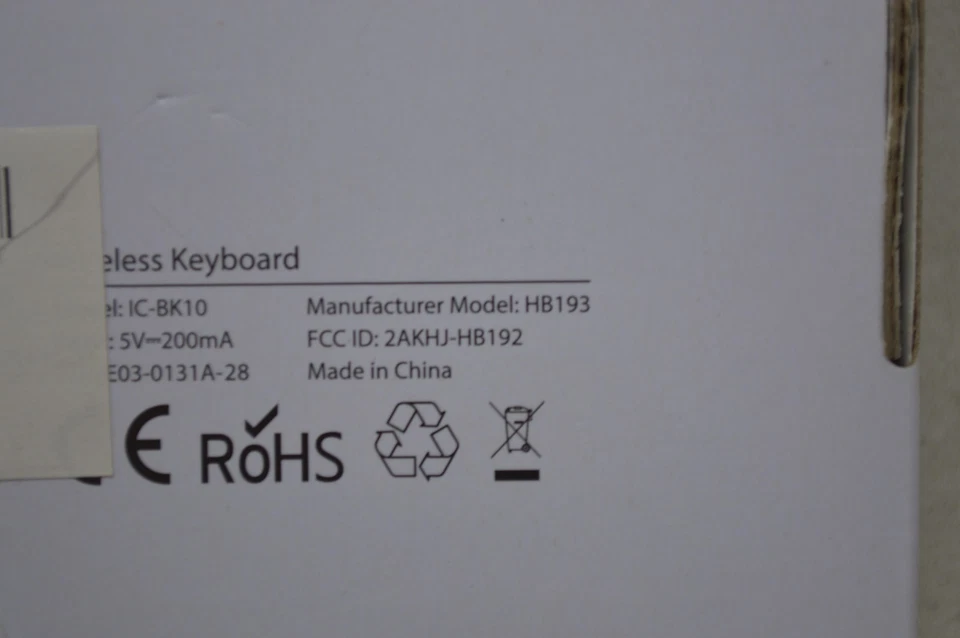 eless Keyboard
el: IC-BK10
Manufacturer Model: HB193
: 5V⎓200mA
FCC ID: 2AKHJ-HB192
E03-0131A-28
Made in China
CE RoHS